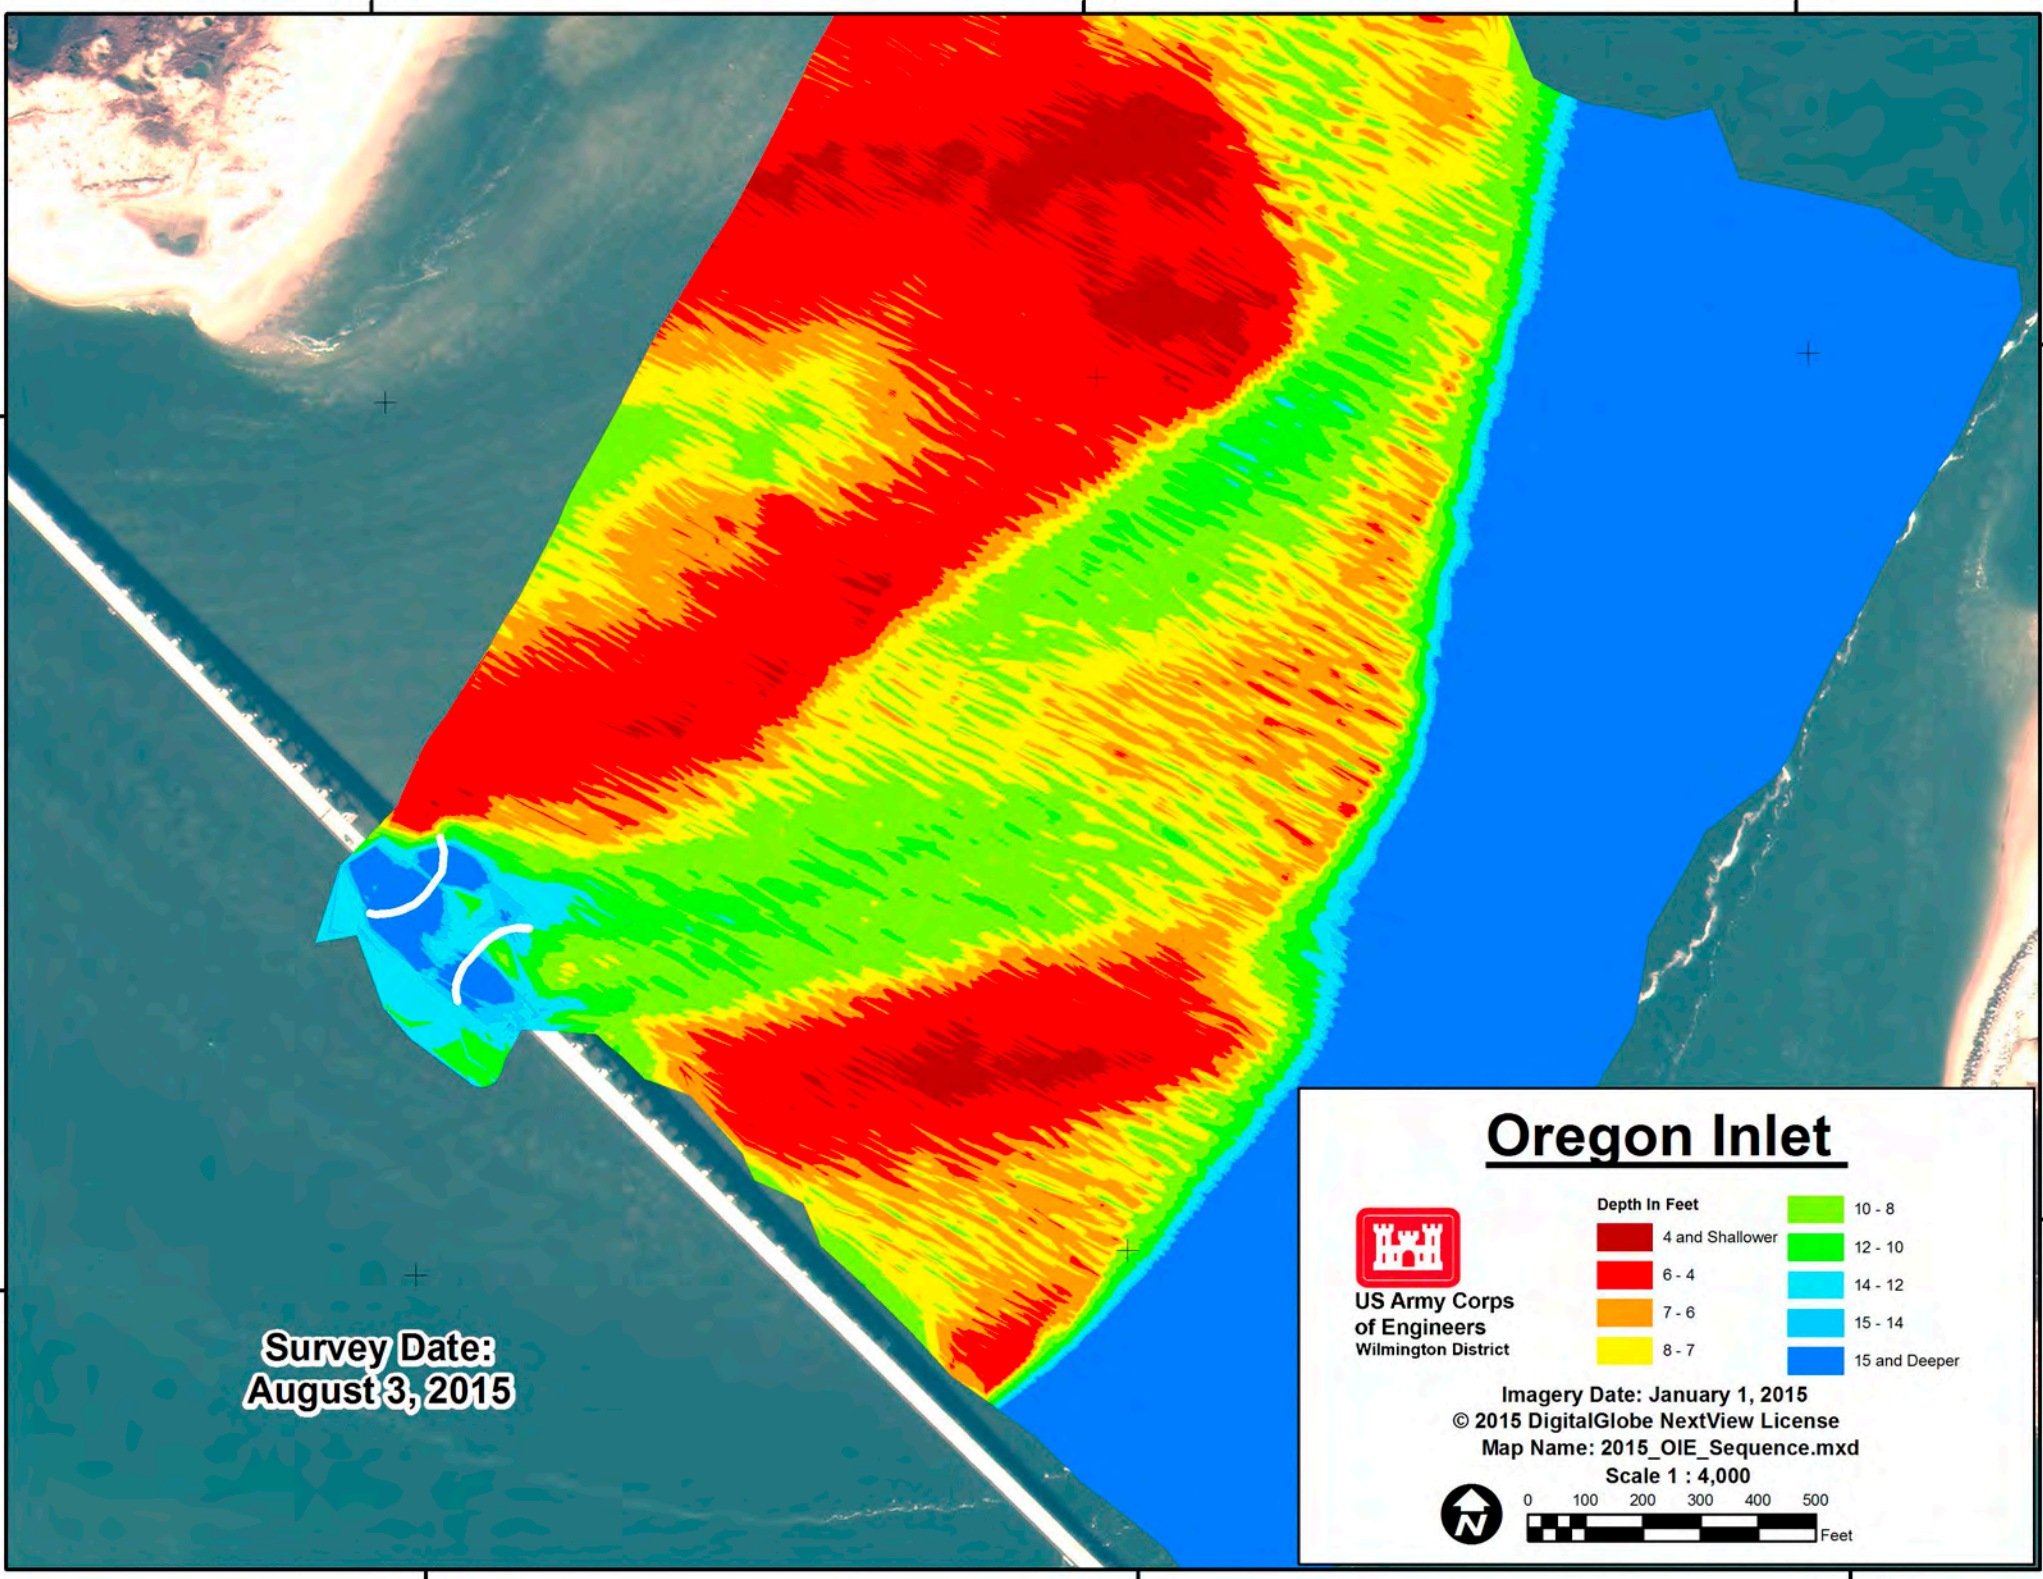 Survey Date:
August 3, 2015
Oregon Inlet
US Army Corps
of Engineers
Wilmington District
Depth In Feet
4 and Shallower
6 - 4
7 - 6
8 - 7
10 - 8
12 - 10
14 - 12
15 - 14
15 and Deeper
Imagery Date: January 1, 2015
© 2015 DigitalGlobe NextView License
Map Name: 2015_OIE_Sequence.mxd
Scale 1 : 4,000
N
0 100 200 300 400 500
Feet